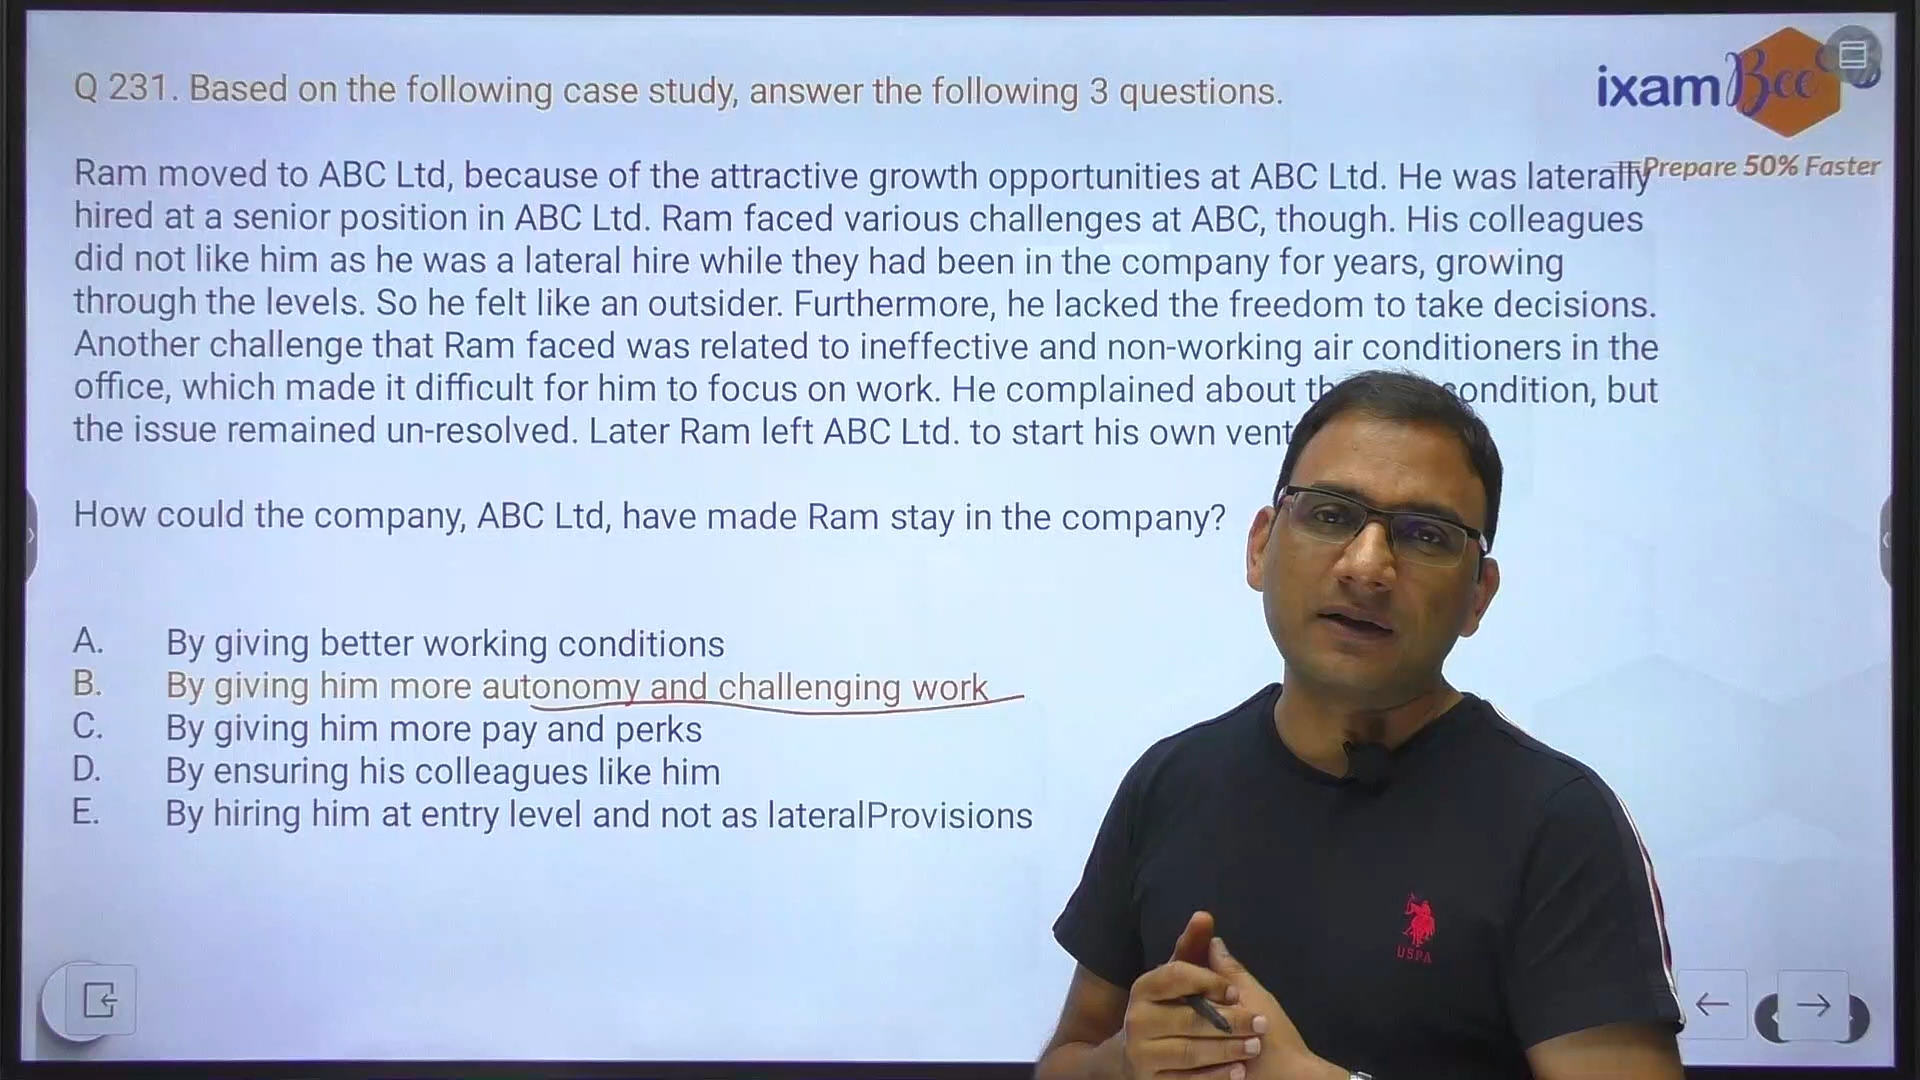 Q 231. Based on the following case study, answer the following 3 questions.
ixamBee
Prepare 50% Faster
Ram moved to ABC Ltd, because of the attractive growth opportunities at ABC Ltd. He was laterally
hired at a senior position in ABC Ltd. Ram faced various challenges at ABC, though. His colleagues
did not like him as he was a lateral hire while they had been in the company for years, growing
through the levels. So he felt like an outsider. Furthermore, he lacked the freedom to take decisions.
Another challenge that Ram faced was related to ineffective and non-working air conditioners in the
office, which made it difficult for him to focus on work. He complained about condition, but
the issue remained un-resolved. Later Ram left ABC Ltd. to start his own
How could the company, ABC Ltd, have made Ram stay in the company?
A. By giving better working conditions
B. By giving him more autonomy and challenging work
C. By giving him more pay and perks
D. By ensuring his colleagues like him
E. By hiring him at entry level and not as lateralProvisions
USPA